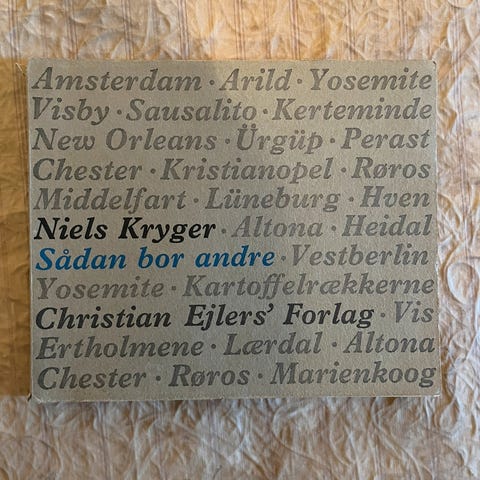 Amsterdam · Arild · Yosemite
Visby · Sausalito · Kerteminde
New Orleans · Ürgüp · Perast
Chester · Kristianopel · Røros
Middelfart · Lüneburg · Hven
Niels Kryger · Altona · Heidal
Sådan bor andre · Vestberlin
Yosemite · Kartoffelrækkerne
Christian Ejlers' Forlag · Vis
Ertholmene · Lærdal · Altona
Chester · Røros · Marienkoog